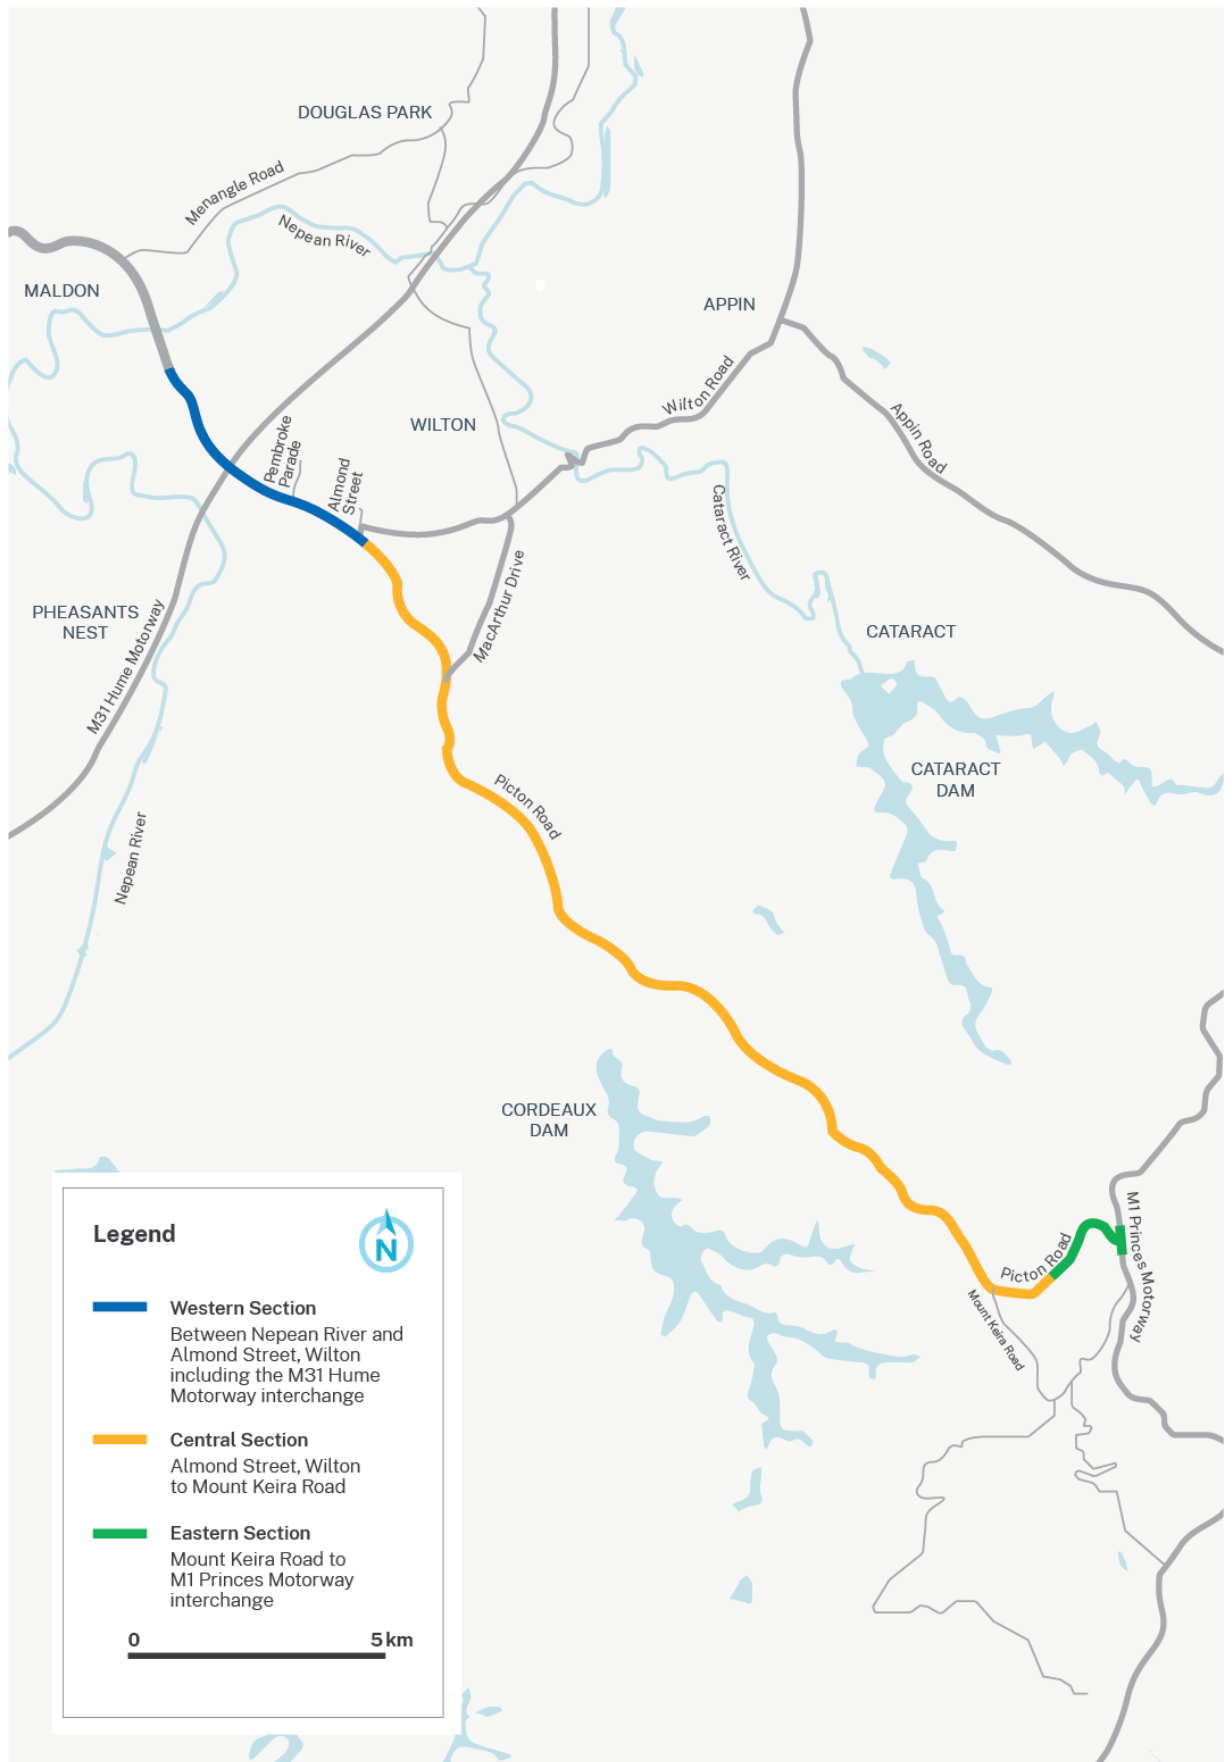 DOUGLAS PARK
Menangle Road
Nepean River
MALDON
APPIN
Wilton Road
WILTON
Appin Road
Pembroke
Parade
Almond
Street
Cataract River
MacArthur Drive
PHEASANTS
NEST
M31 Hume Motorway
CATARACT
CATARACT
DAM
Picton Road
Nepean River
CORDEAUX
DAM
M1 Princes Motorway
Picton Road
Mount Keira Road
Legend
N
Western Section
Between Nepean River and
Almond Street, Wilton
including the M31 Hume
Motorway interchange
Central Section
Almond Street, Wilton
to Mount Keira Road
Eastern Section
Mount Keira Road to
M1 Princes Motorway
interchange
0 5 km